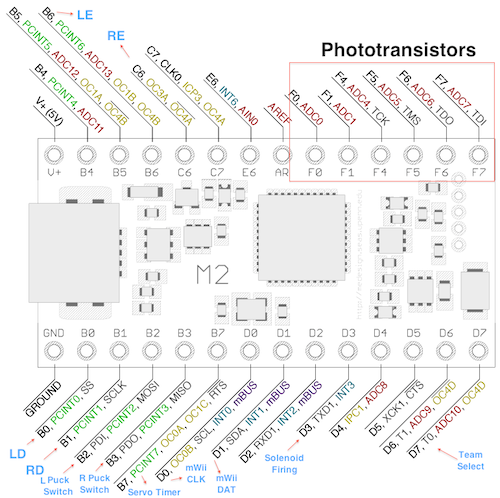 Phototransistors
LE
RE
V+ (5V)
B4, PCINT4, ADC11
B5, PCINT5, ADC12, OC1A, OC4B
B6, PCINT6, ADC13, OC1B, OC4B
C6, OC3A, OC4A
C7, CLK0, ICP3, OC4A
E6, INT6, AIN0
AREF
F0, ADC0
F1, ADC1
F4, ADC4, TCK
F5, ADC5, TMS
F6, ADC6, TDO
F7, ADC7, TDI
V+ B4 B5 B6 C6 C7 E6 AR F0 F1 F4 F5 F6 F7
M2
GND B0 B1 B2 B3 B7 D0 D1 D2 D3 D4 D5 D6 D7
GROUND
B0, PCINT0, SS
B1, PCINT1, SCLK
B2, PDI, PCINT2, MOSI
B3, PDO, PCINT3, MISO
B7, PCINT7, OC0A, OC1C, RTS
D0, OC0B, SCL, INT0, mBUS
D1, SDA, INT1, mBUS
D2, RXD1, INT2, mBUS
D3, TXD1, INT3
D4, IPC1, ADC8
D5, XCK1, CTS
D6, T1, ADC9, OC4D
D7, T0, ADC10, OC4D
LD
RD
L Puck
Switch
R Puck
Switch
Servo Timer
mWii
CLK
mWii
DAT
Solenoid
Firing
Team
Select